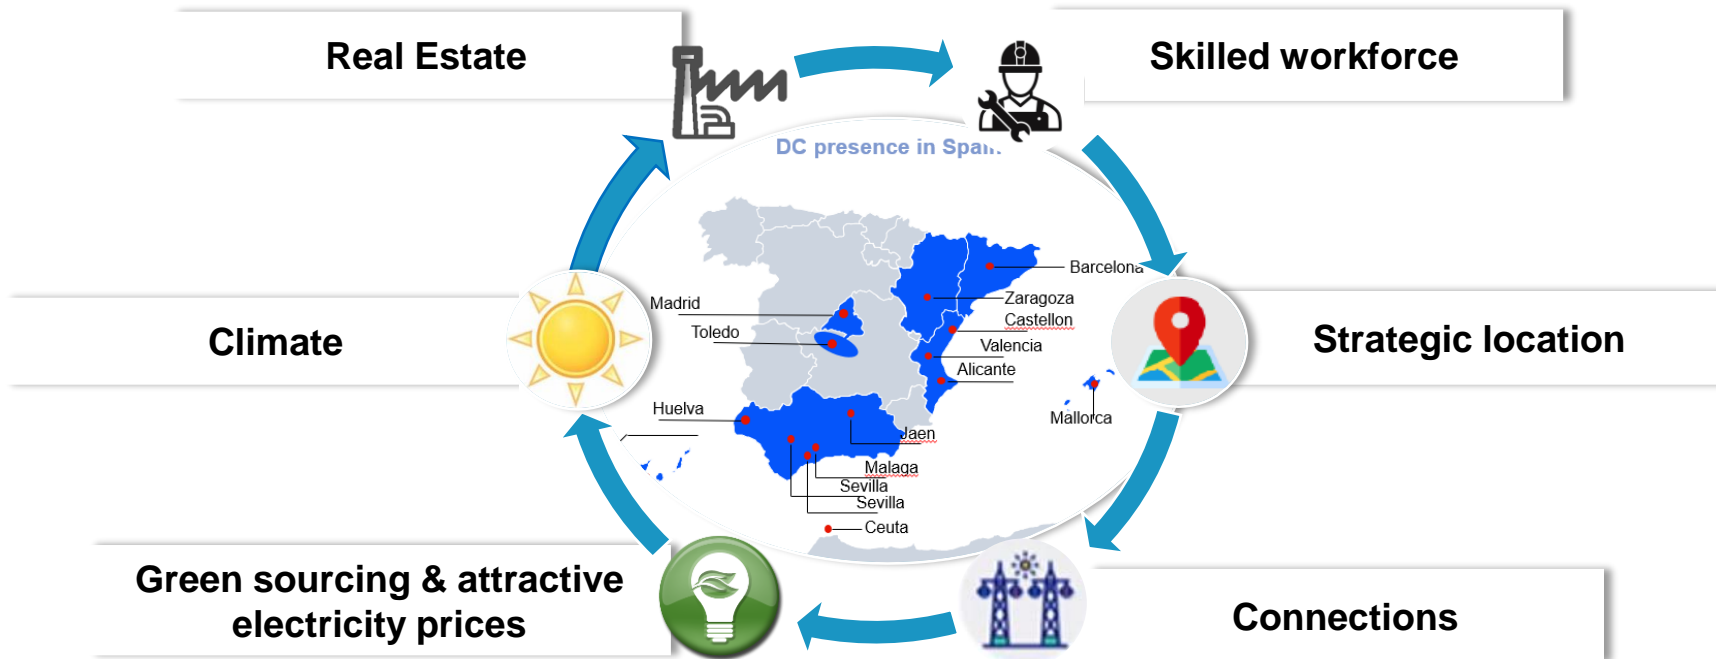 Real Estate
Skilled workforce
DC presence in Spain
Barcelona
Madrid
Zaragoza
Castellon
Toledo
Valencia
Climate
Strategic location
Alicante
Huelva
Mallorca
Jaen
Malaga
Sevilla
Sevilla
Ceuta
Green sourcing & attractive
electricity prices
Connections